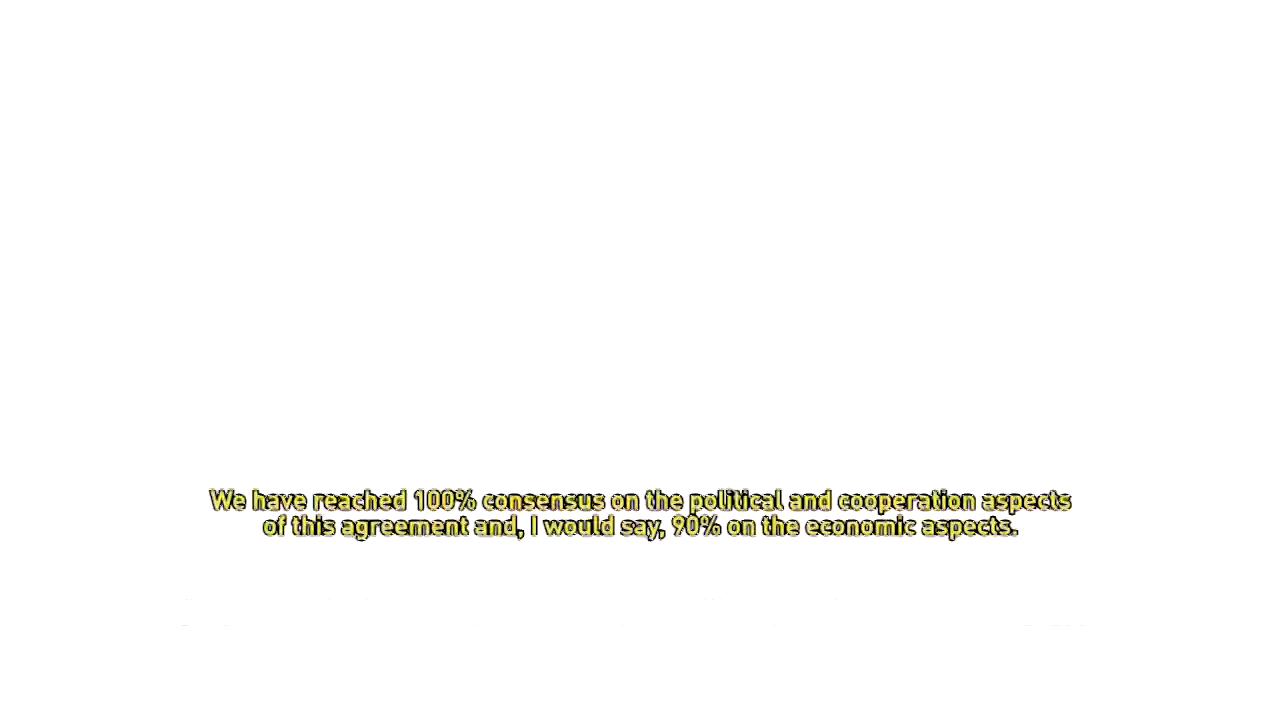 We have reached 100% consensus on the political and cooperation aspects
of this agreement and, I would say, 90% on the economic aspects.